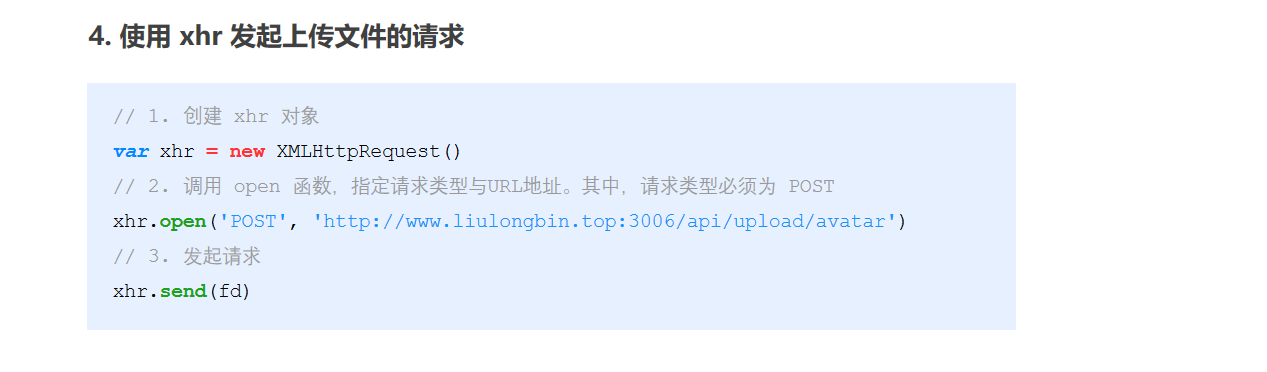 4. 使用 xhr 发起上传文件的请求
// 1. 创建 xhr 对象
var xhr = new XMLHttpRequest()
// 2. 调用 open 函数，指定请求类型与URL地址。其中，请求类型必须为 POST
xhr.open('POST', 'http://www.liulongbin.top:3006/api/upload/avatar')
// 3. 发起请求
xhr.send(fd)